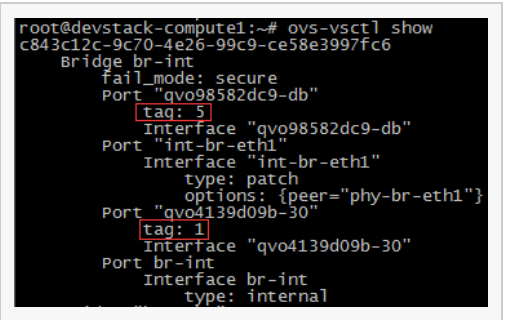 root@devstack-compute1:~# ovs-vsctl show
c843c12c-9c70-4e26-99c9-ce58e3997fc6
Bridge br-int
fail_mode: secure
Port "qvo98582dc9-db"
tag: 5
Interface "qvo98582dc9-db"
Port "int-br-eth1"
Interface "int-br-eth1"
type: patch
options: {peer="phy-br-eth1"}
Port "qvo4139d09b-30"
tag: 1
Interface "qvo4139d09b-30"
Port br-int
Interface br-int
type: internal